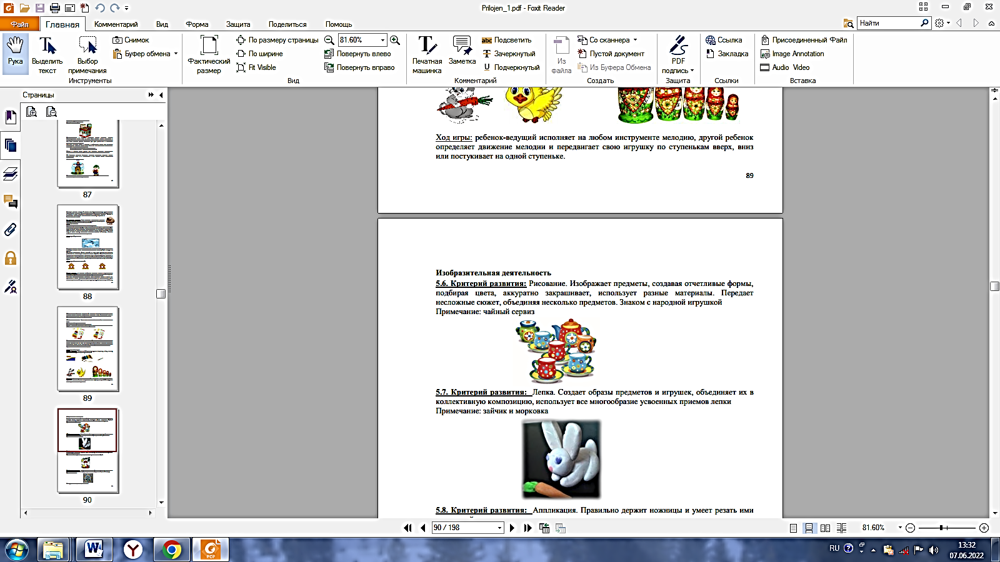 Prilojen_1.pdf - Foxit Reader
Файл Главная Комментарий Вид Форма Защита Поделиться Помощь Найти
Рука
Выделить текст
Выбор примечания
Снимок
Буфер обмена
Инструменты
Фактический размер
По размеру страницы
По ширине
Fit Visible
81.60%
Повернуть влево
Повернуть вправо
Вид
Печатная машинка
Заметка
Подсветить
Зачеркнутый
Подчеркнутый
Комментарий
Из файла
Со сканера
Пустой документ
Из Буфера Обмена
Создать
PDF подпись
Защита
Ссылка
Закладка
Ссылки
Присоединенный Файл
Image Annotation
Audio Video
Вставка
Страницы
87
88
89
90
Ход игры: ребенок-ведущий исполняет на любом инструменте мелодию, другой ребенок
определяет движение мелодии и передвигает свою игрушку по ступенькам вверх, вниз
или постукивает на одной ступеньке.
89
Изобразительная деятельность
5.6. Критерий развития: Рисование. Изображает предметы, создавая отчетливые формы,
подбирая цвета, аккуратно закрашивает, использует разные материалы. Передает
несложные сюжет, объединяя несколько предметов. Знаком с народной игрушкой
Примечание: чайный сервиз
5.7. Критерий развития: Лепка. Создает образы предметов и игрушек, объединяет их в
коллективную композицию, использует все многообразие усвоенных приемов лепки
Примечание: зайчик и морковка
5.8. Критерий развития: Аппликация. Правильно держит ножницы и умеет резать ими
90 / 198
81.60%
RU
13:32
07.06.2022